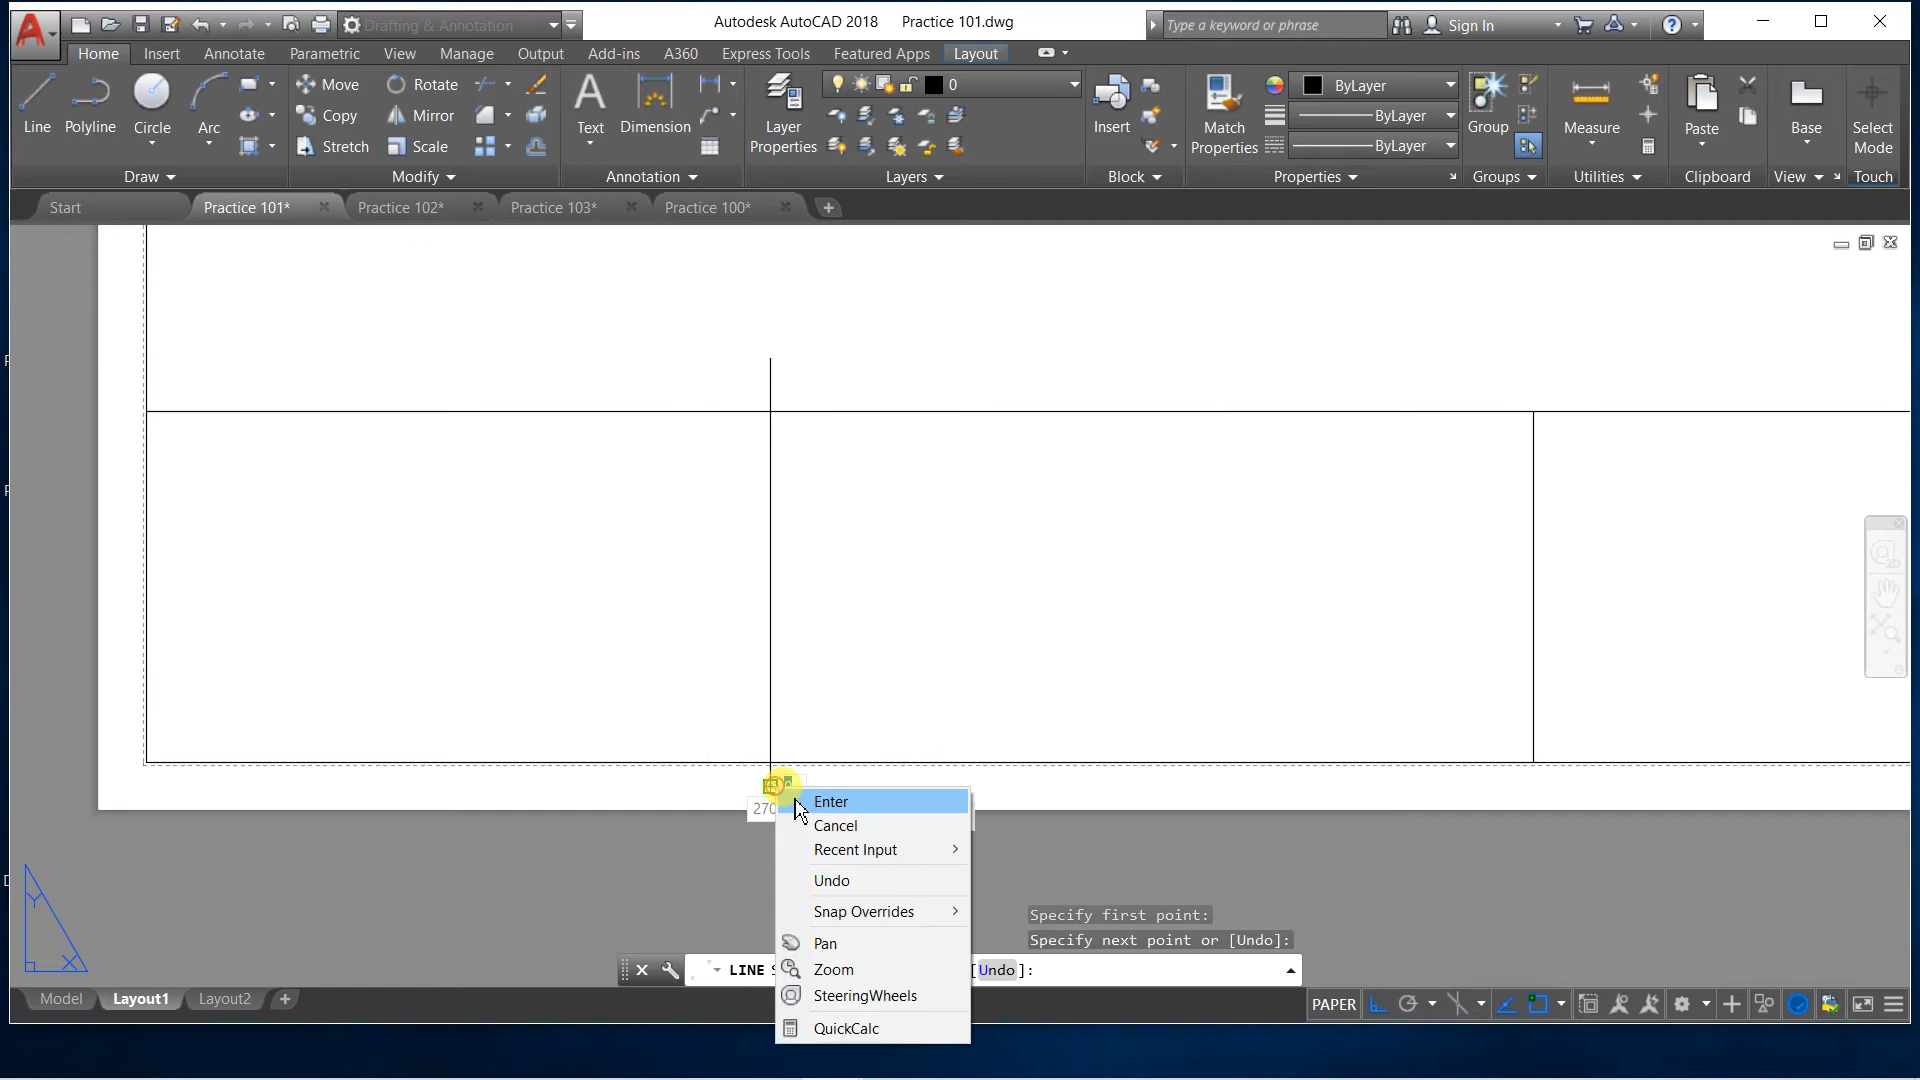 Drafting & Annotation
Autodesk AutoCAD 2018 Practice 101.dwg
Type a keyword or phrase
Sign In
Home Insert Annotate Parametric View Manage Output Add-ins A360 Express Tools Featured Apps Layout
Line Polyline Circle Arc
Move Rotate
Copy Mirror
Stretch Scale
Text Dimension
Layer Properties
0
Insert
Match Properties
ByLayer
ByLayer
ByLayer
Group
Measure
Paste
Base
Select Mode
Draw Modify Annotation Layers Block Properties Groups Utilities Clipboard View Touch
Start Practice 101* Practice 102* Practice 103* Practice 100*
2D
270
Enter
Cancel
Recent Input
Undo
Snap Overrides
Pan
Zoom
SteeringWheels
QuickCalc
Y
X
Specify first point:
Specify next point or [Undo]:
LINE [Undo]:
Model Layout1 Layout2
PAPER